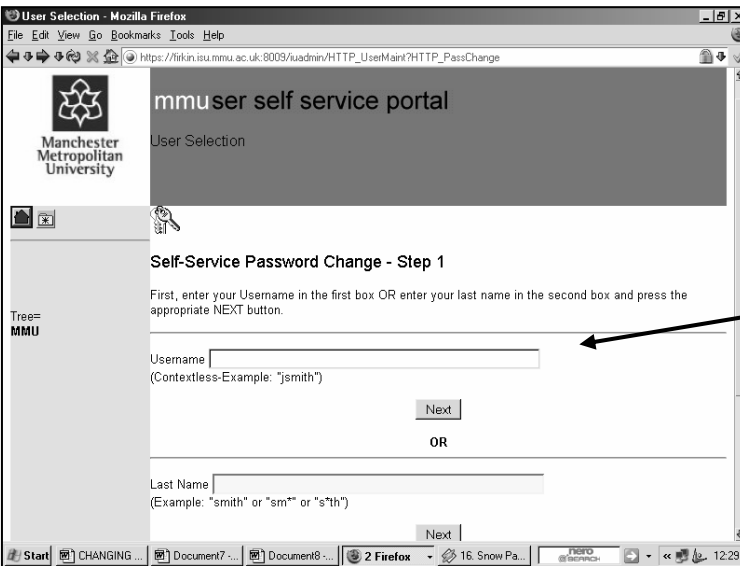 User Selection - Mozilla Firefox
File Edit View Go Bookmarks Tools Help
https://firkin.isu.mmu.ac.uk:8009/iuadmin/HTTP_UserMaint?HTTP_PassChange
Manchester
Metropolitan
University
mmuser self service portal
User Selection
Tree=
MMU
Self-Service Password Change - Step 1
First, enter your Username in the first box OR enter your last name in the second box and press the
appropriate NEXT button.
Username
(Contextless-Example: "jsmith")
Next
OR
Last Name
(Example: "smith" or "sm*" or "s*th")
Next
Start CHANGING ... Document7 -... Document8 -... 2 Firefox 16. Snow Pa... nero SEARCH « 12:29